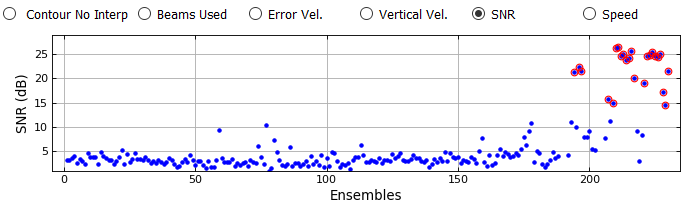 Contour No Interp Beams Used Error Vel. Vertical Vel. SNR Speed
25
20
15
10
5
SNR (dB)
0 50 100 150 200
Ensembles